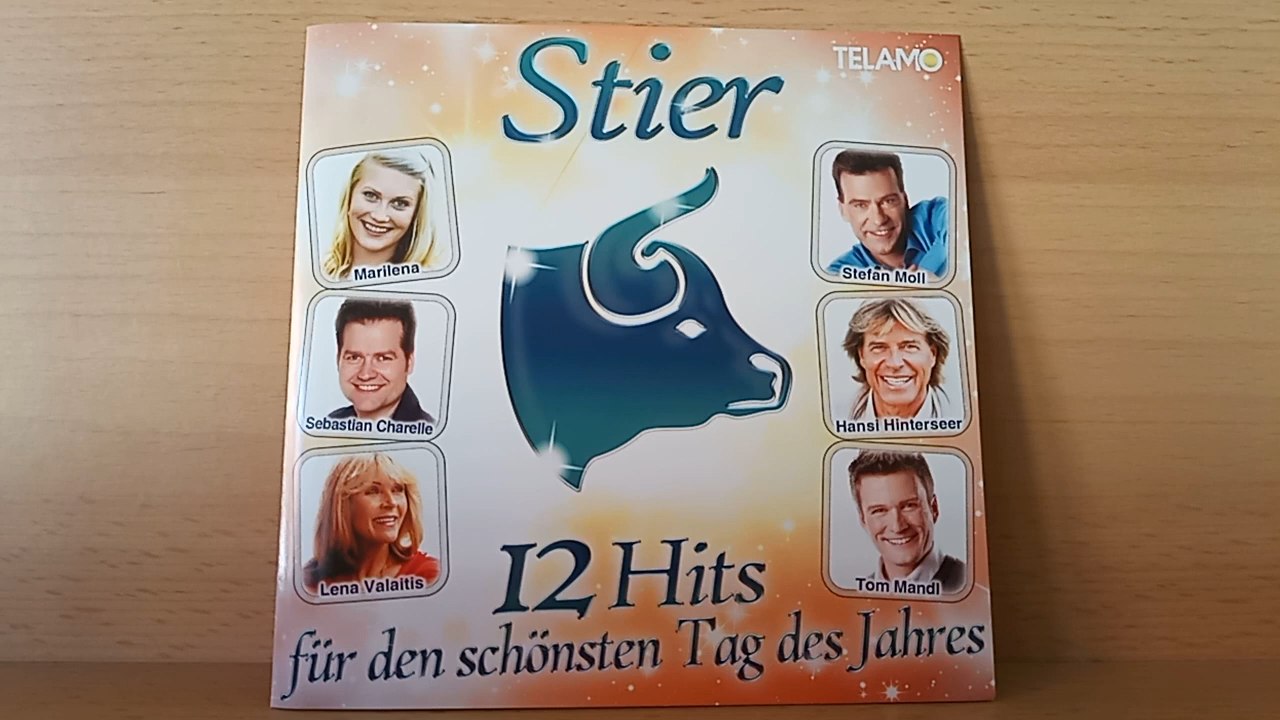 Stier
TELAMO
Marilena
Stefan Moll
Sebastian Charelle
Hansi Hinterseer
Lena Valaitis
Tom Mandl
12 Hits
für den schönsten Tag des Jahres